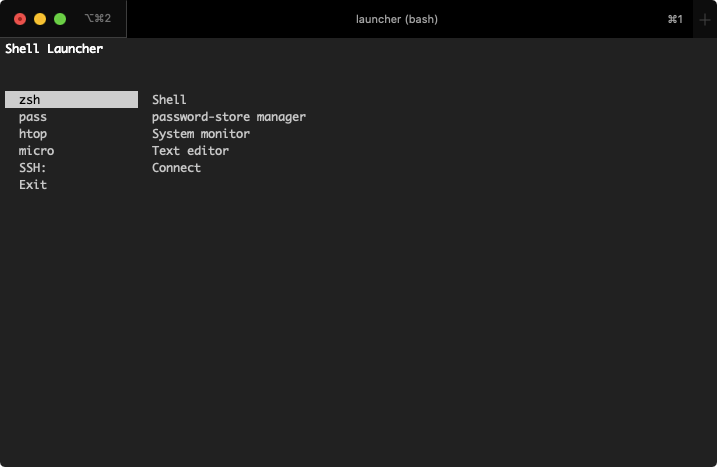 ⌥⌘2 launcher (bash) ⌘1 +
Shell Launcher
zsh Shell
pass password-store manager
htop System monitor
micro Text editor
SSH: Connect
Exit